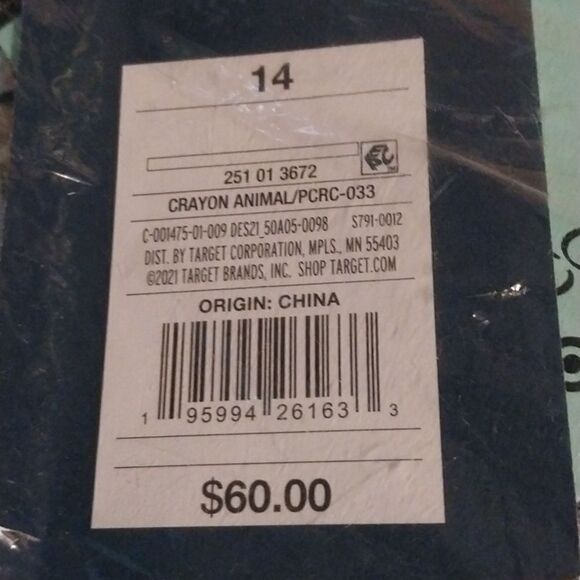 14
251 01 3672
CRAYON ANIMAL/PCRC-033
C-001475-01-009 DES21_50A05-0098 S791-0012
DIST. BY TARGET CORPORATION, MPLS., MN 55403
©2021 TARGET BRANDS, INC. SHOP TARGET.COM
ORIGIN: CHINA
1 95994 26163 3
$60.00